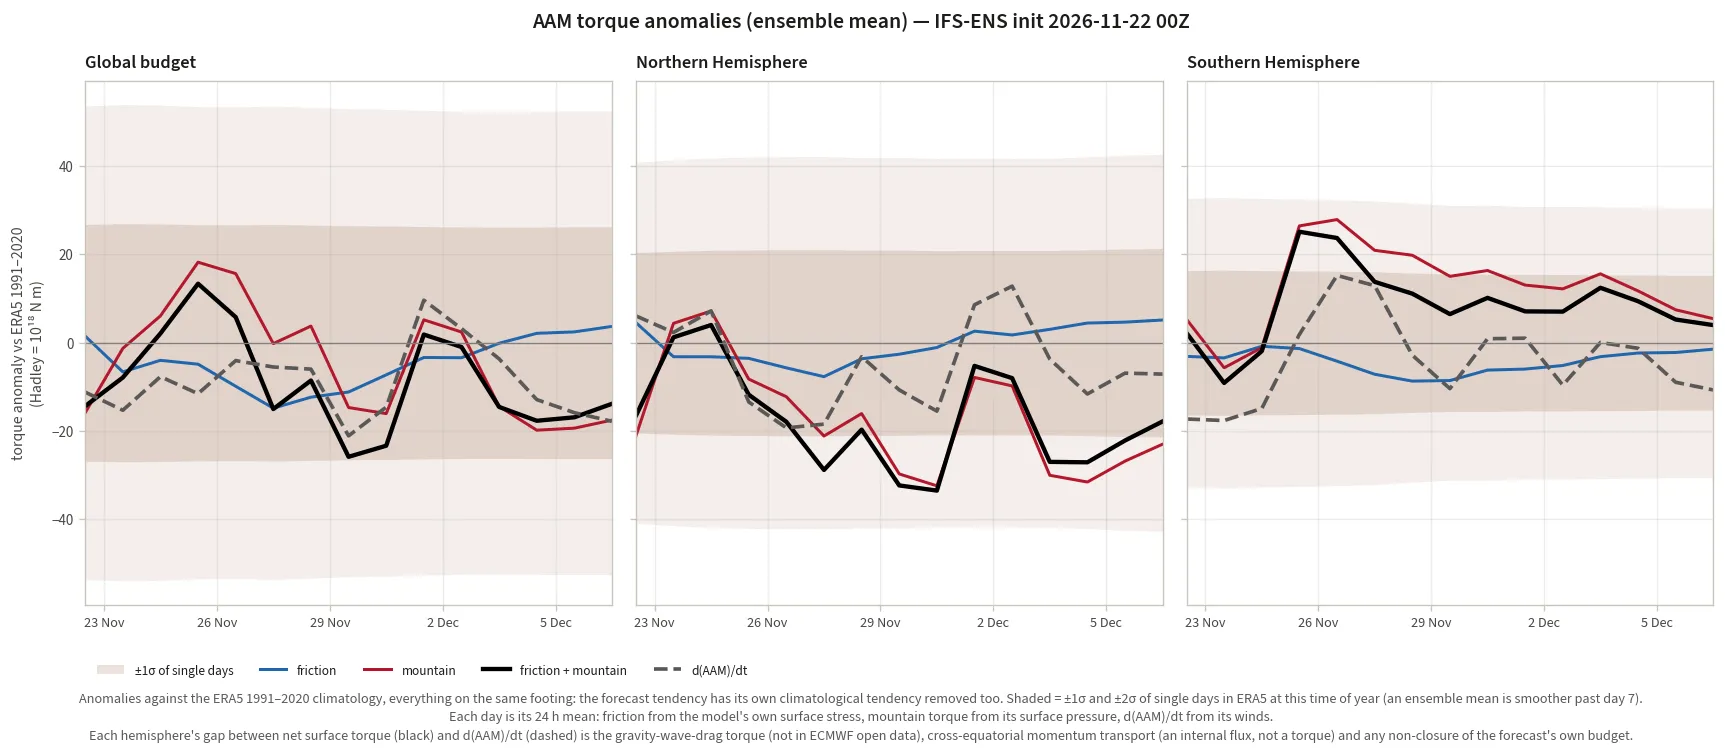 AAM torque anomalies (ensemble mean) — IFS-ENS init 2026-11-22 00Z
Global budget
Northern Hemisphere
Southern Hemisphere
torque anomaly vs ERA5 1991–2020
(Hadley = 10¹⁸ N m)
40
20
0
−20
−40
23 Nov 26 Nov 29 Nov 2 Dec 5 Dec
23 Nov 26 Nov 29 Nov 2 Dec 5 Dec
23 Nov 26 Nov 29 Nov 2 Dec 5 Dec
±1σ of single days friction mountain friction + mountain d(AAM)/dt
Anomalies against the ERA5 1991–2020 climatology, everything on the same footing: the forecast tendency has its own climatological tendency removed too. Shaded = ±1σ and ±2σ of single days in ERA5 at this time of year (an ensemble mean is smoother past day 7).
Each day is its 24 h mean: friction from the model's own surface stress, mountain torque from its surface pressure, d(AAM)/dt from its winds.
Each hemisphere's gap between net surface torque (black) and d(AAM)/dt (dashed) is the gravity-wave-drag torque (not in ECMWF open data), cross-equatorial momentum transport (an internal flux, not a torque) and any non-closure of the forecast's own budget.